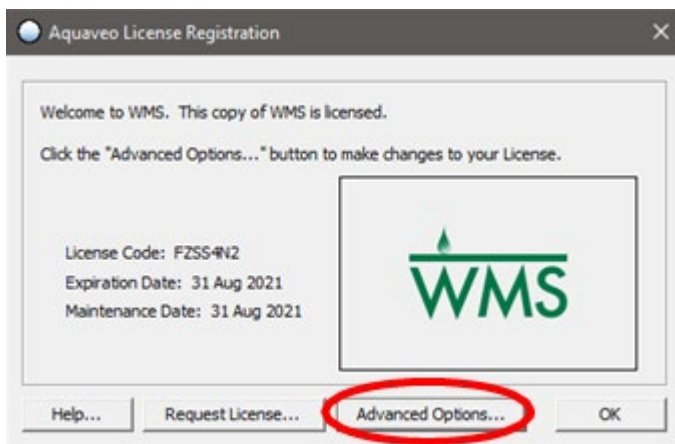 Aquaveo License Registration
Welcome to WMS. This copy of WMS is licensed.
Click the "Advanced Options..." button to make changes to your License.
License Code: FZSS4N2
Expiration Date: 31 Aug 2021
Maintenance Date: 31 Aug 2021
WMS
Help... Request License... Advanced Options... OK